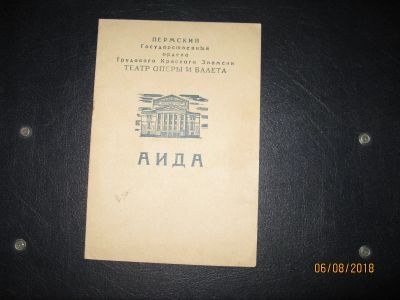 ПЕРМСКИЙ
Государственный
ордена
Трудового Красного Знамени
ТЕАТР ОПЕРЫ И БАЛЕТА
АИДА
06/08/2018